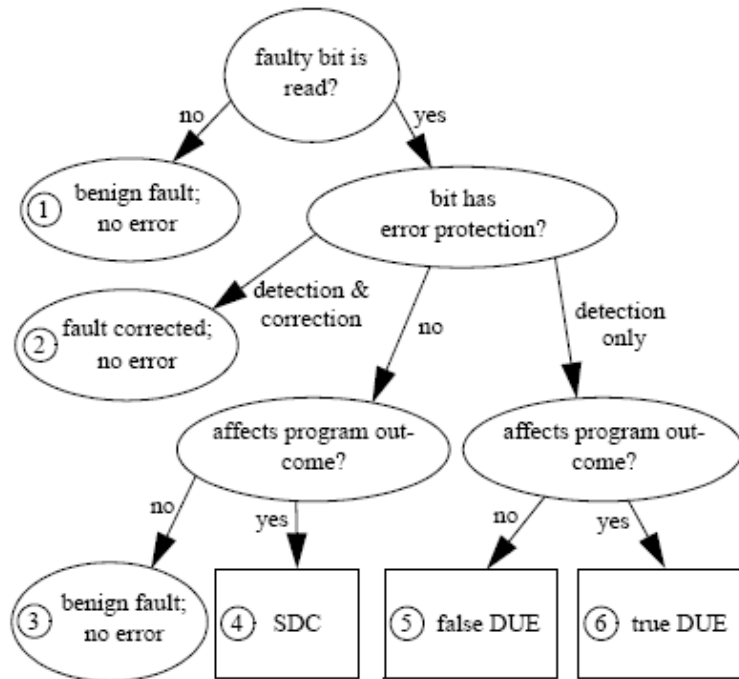 faulty bit is
read?
no
yes
1
benign fault;
no error
bit has
error protection?
detection &
correction
no
detection
only
2
fault corrected;
no error
affects program out-
come?
affects program out-
come?
no
yes
no
yes
3
benign fault;
no error
4 SDC
5 false DUE
6 true DUE